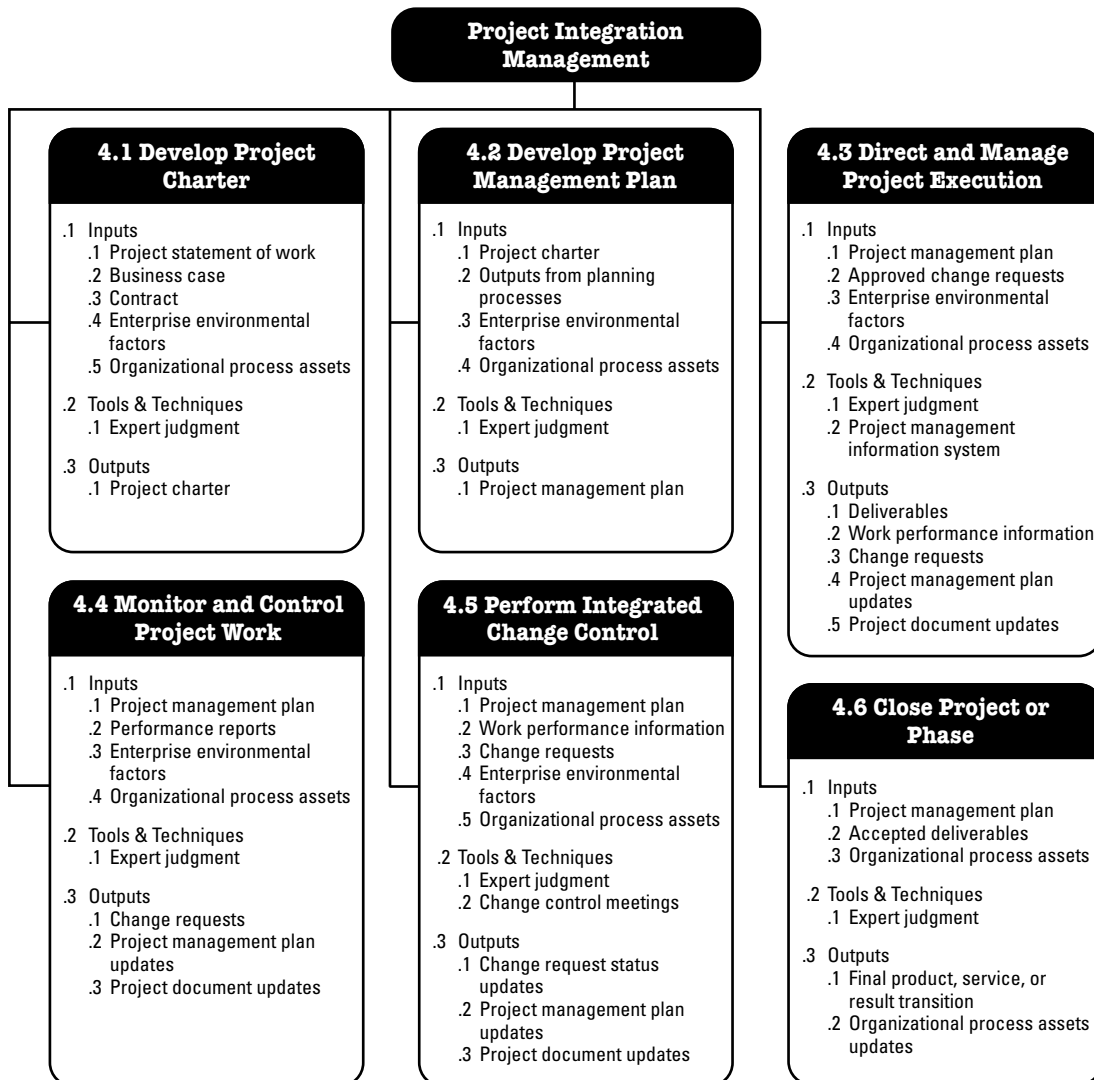 Project Integration
Management
4.1 Develop Project
Charter
.1 Inputs
.1 Project statement of work
.2 Business case
.3 Contract
.4 Enterprise environmental
factors
.5 Organizational process assets
.2 Tools & Techniques
.1 Expert judgment
.3 Outputs
.1 Project charter
4.2 Develop Project
Management Plan
.1 Inputs
.1 Project charter
.2 Outputs from planning
processes
.3 Enterprise environmental
factors
.4 Organizational process assets
.2 Tools & Techniques
.1 Expert judgment
.3 Outputs
.1 Project management plan
4.3 Direct and Manage
Project Execution
.1 Inputs
.1 Project management plan
.2 Approved change requests
.3 Enterprise environmental
factors
.4 Organizational process assets
.2 Tools & Techniques
.1 Expert judgment
.2 Project management
information system
.3 Outputs
.1 Deliverables
.2 Work performance information
.3 Change requests
.4 Project management plan
updates
.5 Project document updates
4.4 Monitor and Control
Project Work
.1 Inputs
.1 Project management plan
.2 Performance reports
.3 Enterprise environmental
factors
.4 Organizational process assets
.2 Tools & Techniques
.1 Expert judgment
.3 Outputs
.1 Change requests
.2 Project management plan
updates
.3 Project document updates
4.5 Perform Integrated
Change Control
.1 Inputs
.1 Project management plan
.2 Work performance information
.3 Change requests
.4 Enterprise environmental
factors
.5 Organizational process assets
.2 Tools & Techniques
.1 Expert judgment
.2 Change control meetings
.3 Outputs
.1 Change request status
updates
.2 Project management plan
updates
.3 Project document updates
4.6 Close Project or
Phase
.1 Inputs
.1 Project management plan
.2 Accepted deliverables
.3 Organizational process assets
.2 Tools & Techniques
.1 Expert judgment
.3 Outputs
.1 Final product, service, or
result transition
.2 Organizational process assets
updates